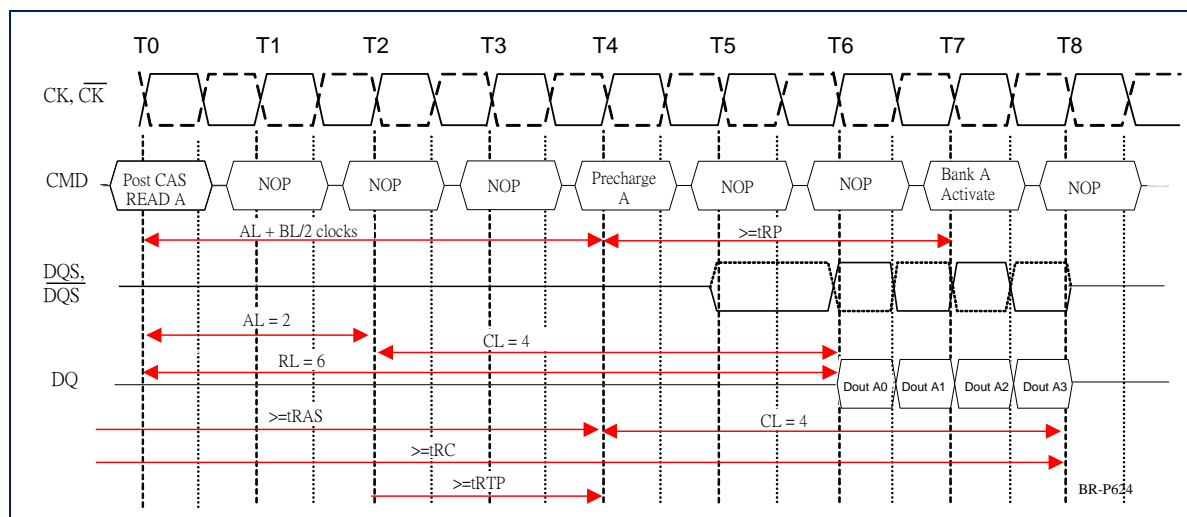 T0 T1 T2 T3 T4 T5 T6 T7 T8
CK, CK
CMD Post CAS READ A NOP NOP NOP Precharge A NOP NOP Bank A Activate NOP
AL + BL/2 clocks >=tRP
DQS,
DQS
AL = 2
CL = 4
RL = 6
DQ Dout A0 Dout A1 Dout A2 Dout A3
>=tRAS CL = 4
>=tRC
>=tRTP
BR-P624